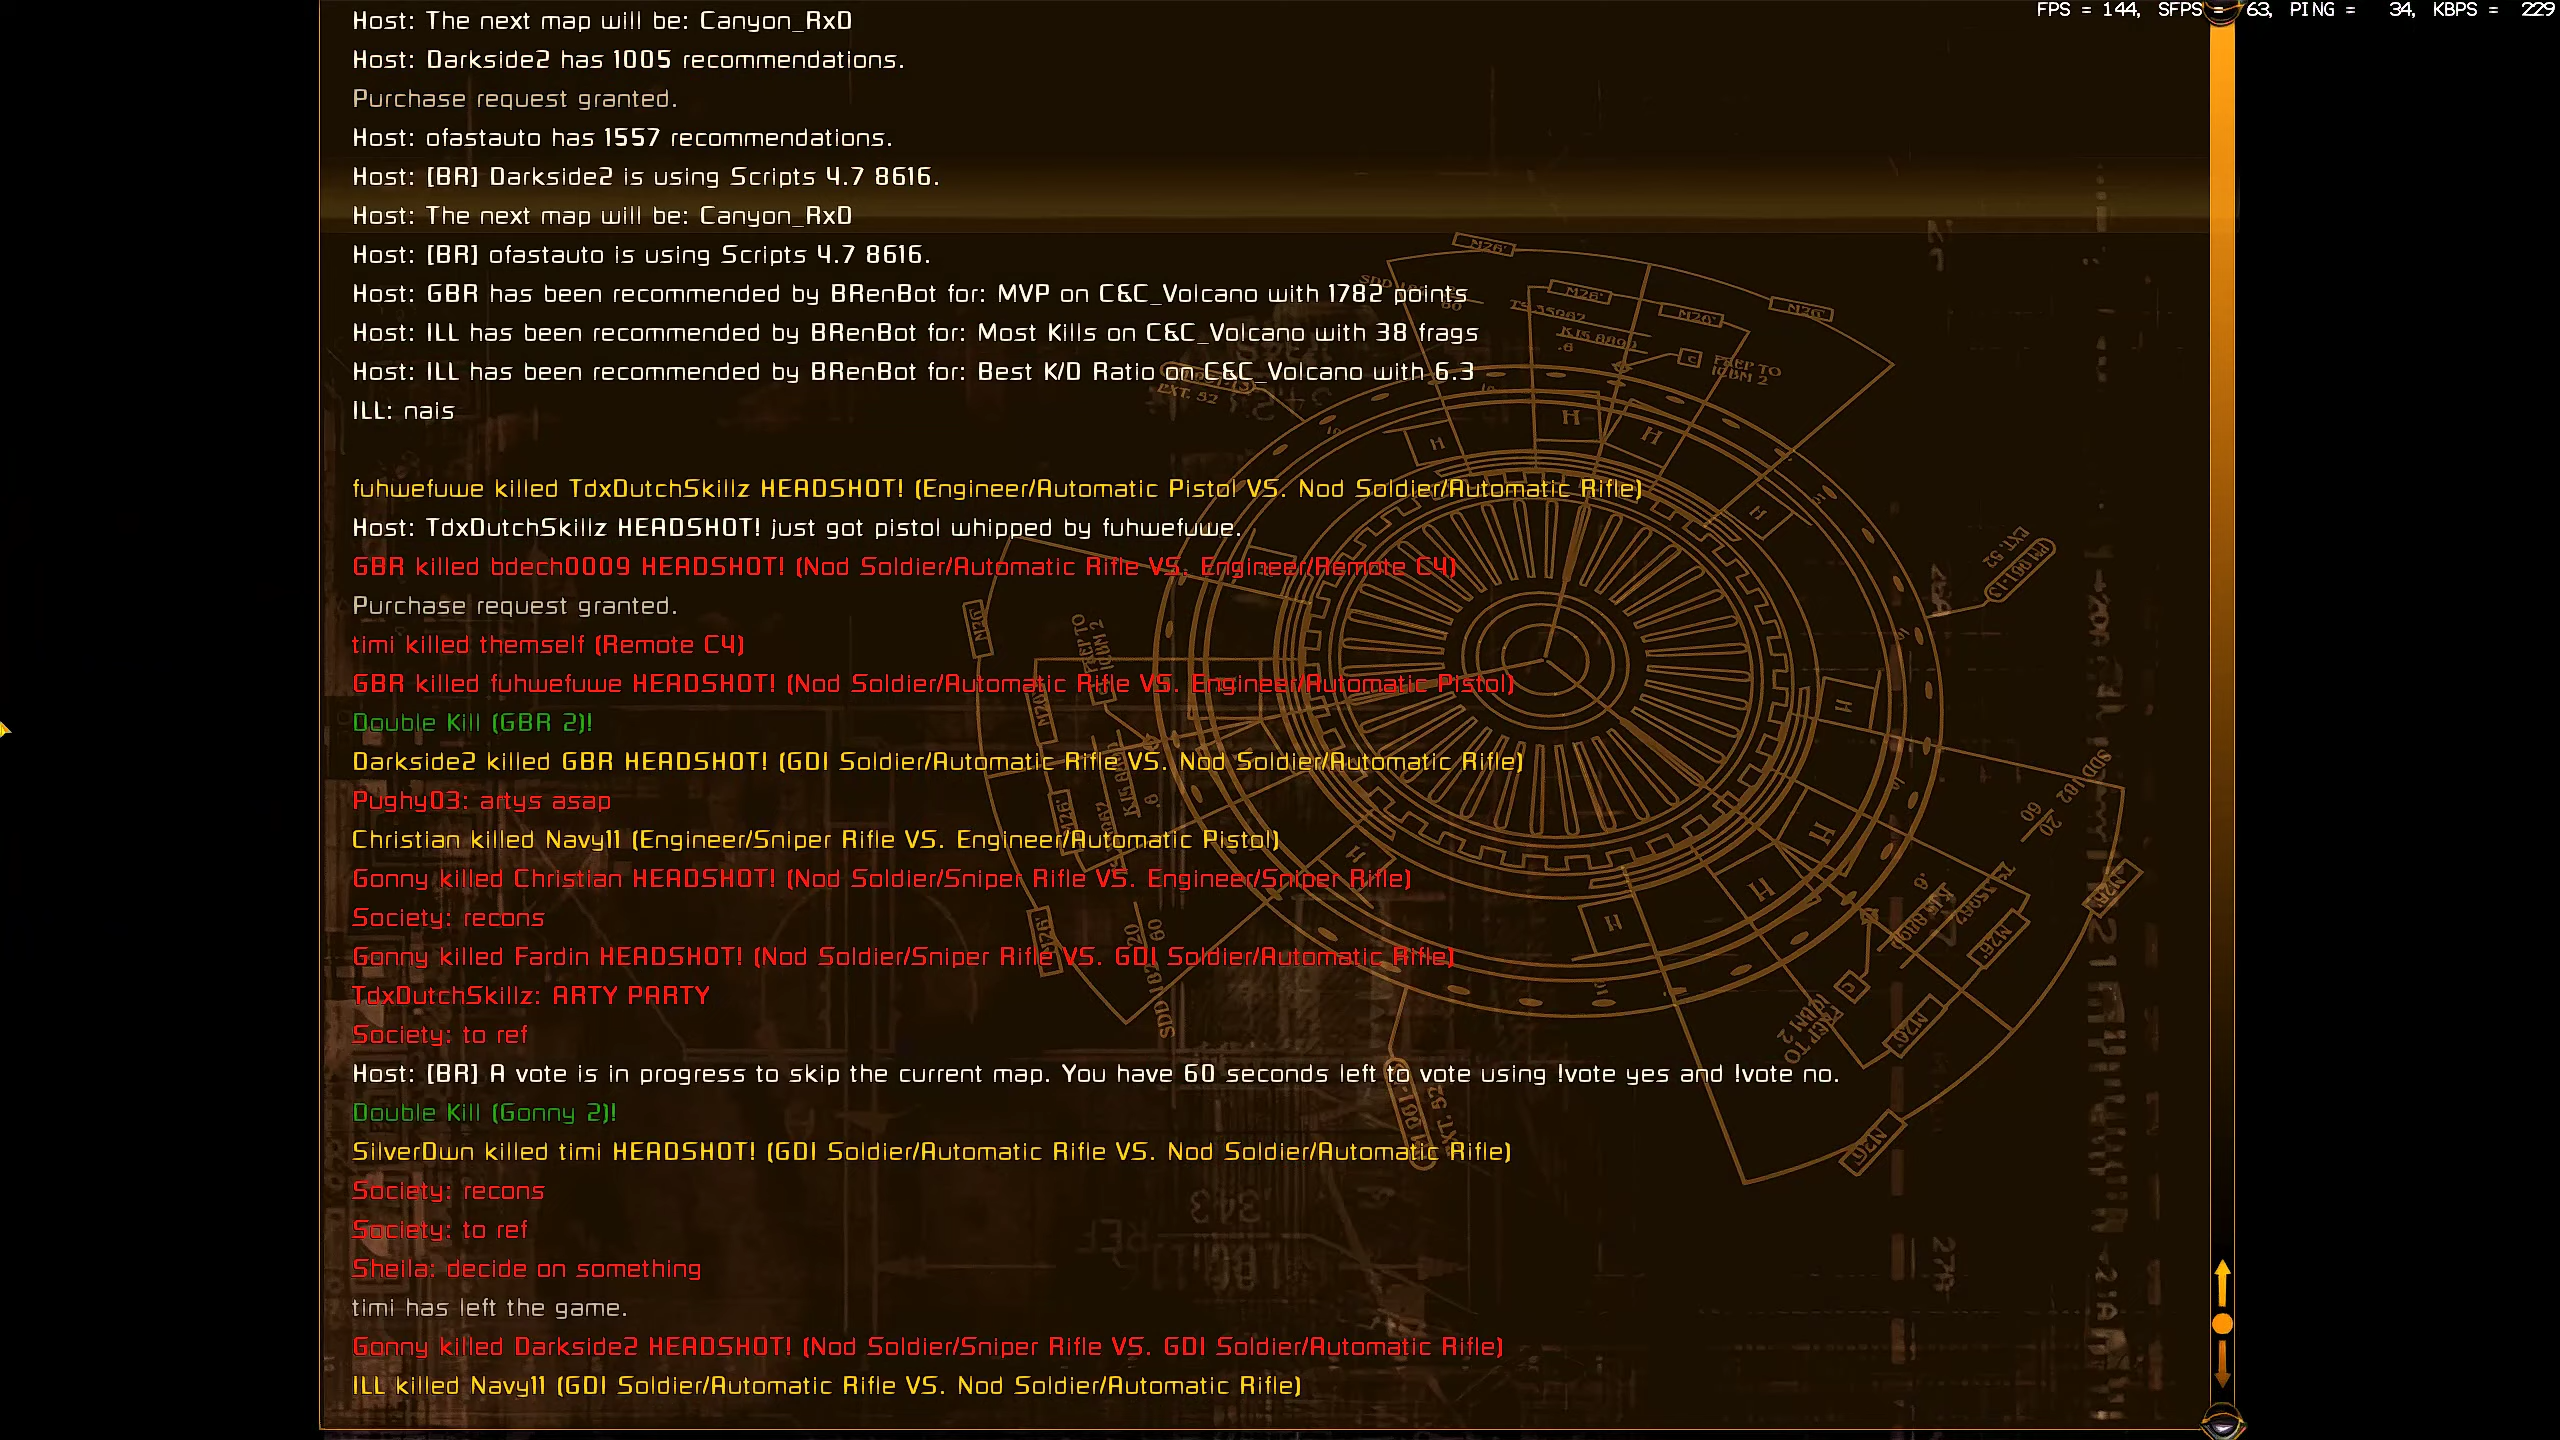 FPS = 144, SFPS = 63, PING = 34, KBPS = 229
Host: The next map will be: Canyon_RxD
Host: Darkside2 has 1005 recommendations.
Purchase request granted.
Host: ofastauto has 1557 recommendations.
Host: [BR] Darkside2 is using Scripts 4.7 8616.
Host: The next map will be: Canyon_RxD
Host: [BR] ofastauto is using Scripts 4.7 8616.
Host: GBR has been recommended by BRenBot for: MVP on C&C_Volcano with 1782 points
Host: ILL has been recommended by BRenBot for: Most Kills on C&C_Volcano with 38 frags
Host: ILL has been recommended by BRenBot for: Best K/D Ratio on C&C_Volcano with 6.3
ILL: nais
fuhwefuwe killed TdxDutchSkillz HEADSHOT! (Engineer/Automatic Pistol VS. Nod Soldier/Automatic Rifle)
Host: TdxDutchSkillz HEADSHOT! just got pistol whipped by fuhwefuwe.
GBR killed bdech0009 HEADSHOT! (Nod Soldier/Automatic Rifle VS. Engineer/Remote C4)
Purchase request granted.
timi killed themself (Remote C4)
GBR killed fuhwefuwe HEADSHOT! (Nod Soldier/Automatic Rifle VS. Engineer/Automatic Pistol)
Double Kill (GBR 2)!
Darkside2 killed GBR HEADSHOT! (GDI Soldier/Automatic Rifle VS. Nod Soldier/Automatic Rifle)
Pughy03: artys asap
Christian killed Navy11 (Engineer/Sniper Rifle VS. Engineer/Automatic Pistol)
Gonny killed Christian HEADSHOT! (Nod Soldier/Sniper Rifle VS. Engineer/Sniper Rifle)
Society: recons
Gonny killed Fardin HEADSHOT! (Nod Soldier/Sniper Rifle VS. GDI Soldier/Automatic Rifle)
TdxDutchSkillz: ARTY PARTY
Society: to ref
Host: [BR] A vote is in progress to skip the current map. You have 60 seconds left to vote using !vote yes and !vote no.
Double Kill (Gonny 2)!
SilverDwn killed timi HEADSHOT! (GDI Soldier/Automatic Rifle VS. Nod Soldier/Automatic Rifle)
Society: recons
Society: to ref
Sheila: decide on something
timi has left the game.
Gonny killed Darkside2 HEADSHOT! (Nod Soldier/Sniper Rifle VS. GDI Soldier/Automatic Rifle)
ILL killed Navy11 (GDI Soldier/Automatic Rifle VS. Nod Soldier/Automatic Rifle)